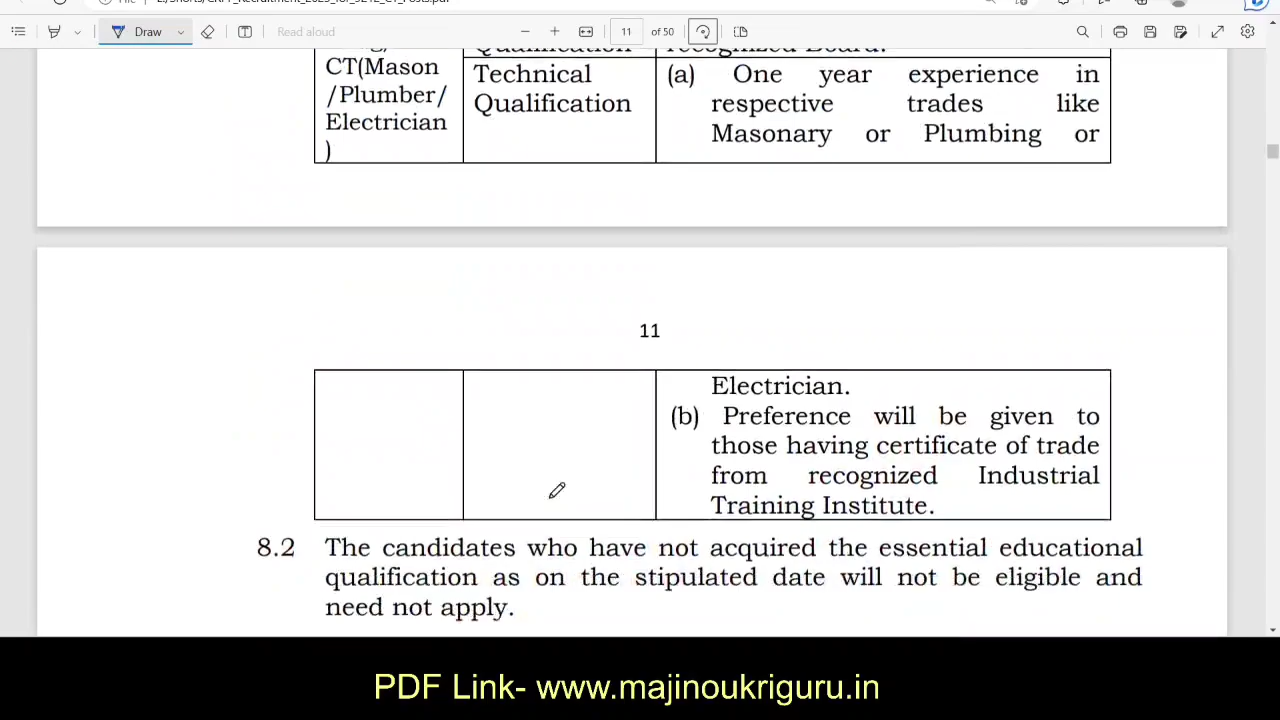 Draw
Read aloud
11 of 50
Qualification recognized Board.
CT(Mason
/Plumber/
Electrician
)
Technical
Qualification
(a) One year experience in
respective trades like
Masonary or Plumbing or
11
Electrician.
(b) Preference will be given to
those having certificate of trade
from recognized Industrial
Training Institute.
8.2 The candidates who have not acquired the essential educational
qualification as on the stipulated date will not be eligible and
need not apply.
PDF Link- www.majinoukriguru.in